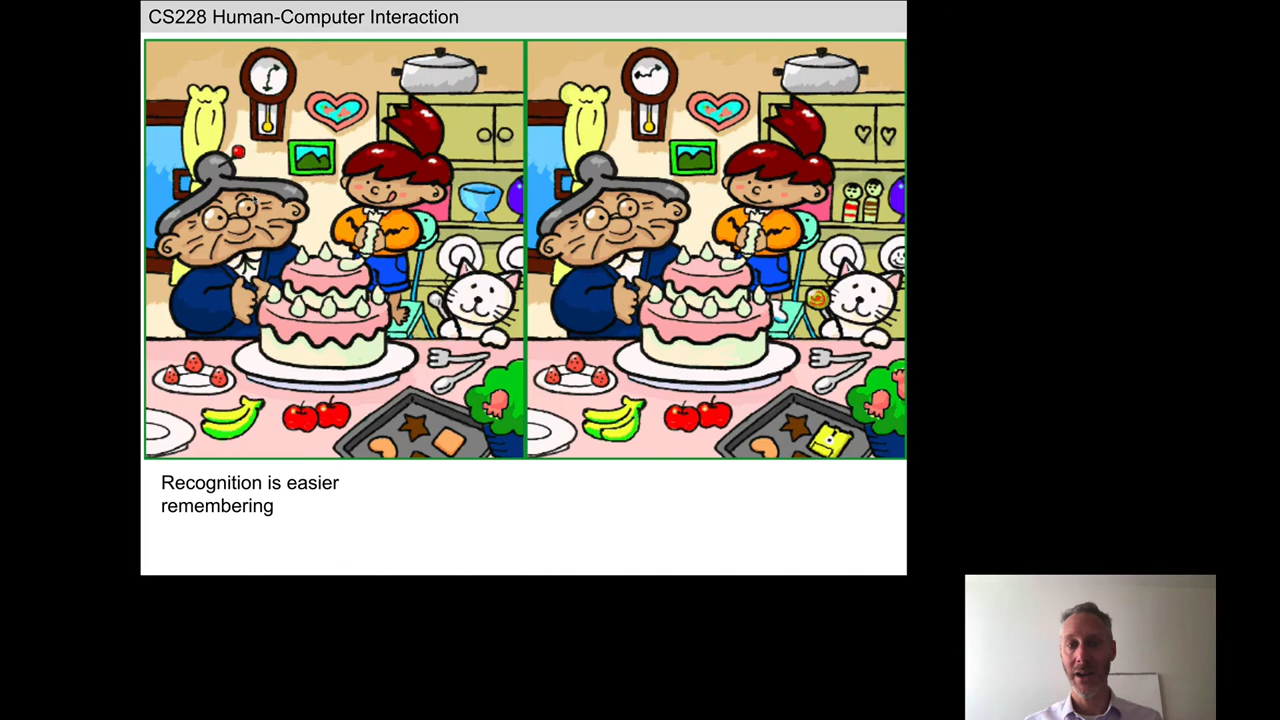 CS228 Human-Computer Interaction
Recognition is easier
remembering